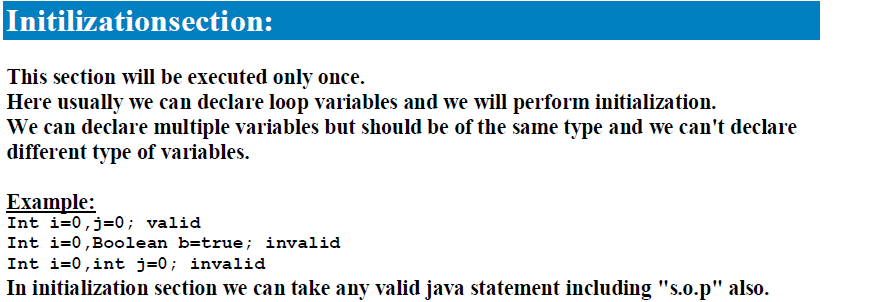 Initilizationsection:
This section will be executed only once.
Here usually we can declare loop variables and we will perform initialization.
We can declare multiple variables but should be of the same type and we can't declare
different type of variables.
Example:
Int i=0,j=0; valid
Int i=0,Boolean b=true; invalid
Int i=0,int j=0; invalid
In initialization section we can take any valid java statement including "s.o.p" also.